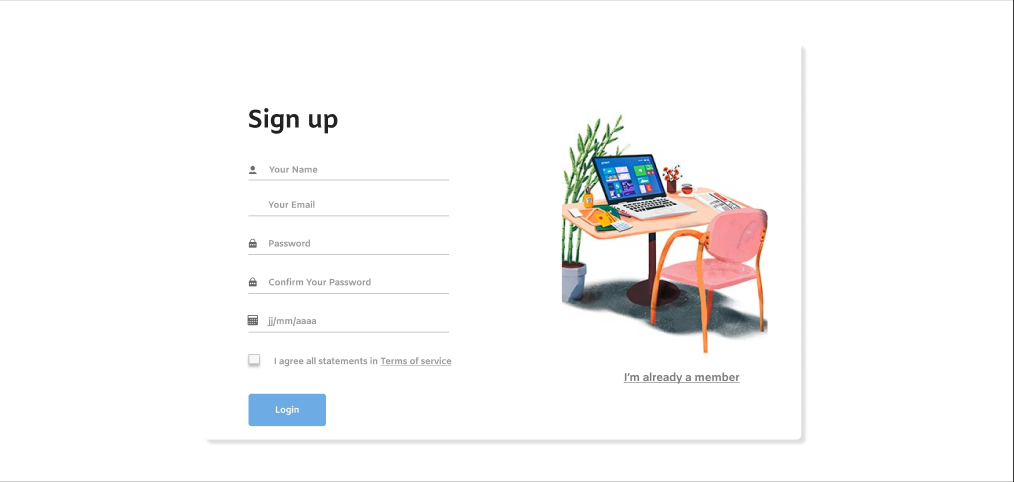 Sign up
Your Name
Your Email
Password
Confirm Your Password
jj/mm/aaaa
I agree all statements in Terms of service
Login
I'm already a member